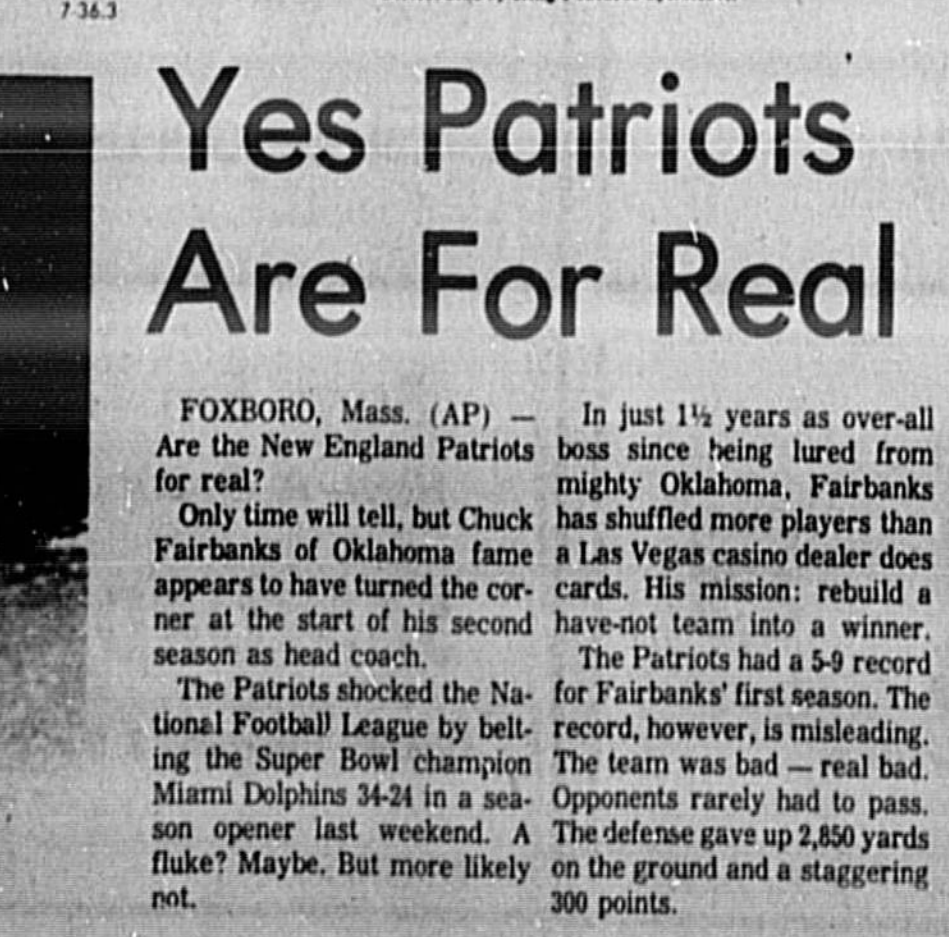 7-36.3
Yes Patriots
Are For Real
FOXBORO, Mass. (AP) —
Are the New England Patriots
for real?
Only time will tell, but Chuck
Fairbanks of Oklahoma fame
appears to have turned the cor-
ner at the start of his second
season as head coach.
The Patriots shocked the Na-
tional Football League by belt-
ing the Super Bowl champion
Miami Dolphins 34-24 in a sea-
son opener last weekend. A
fluke? Maybe. But more likely
not.
In just 1½ years as over-all
boss since being lured from
mighty Oklahoma, Fairbanks
has shuffled more players than
a Las Vegas casino dealer does
cards. His mission: rebuild a
have-not team into a winner.
The Patriots had a 5-9 record
for Fairbanks' first season. The
record, however, is misleading.
The team was bad — real bad.
Opponents rarely had to pass.
The defense gave up 2,850 yards
on the ground and a staggering
300 points.